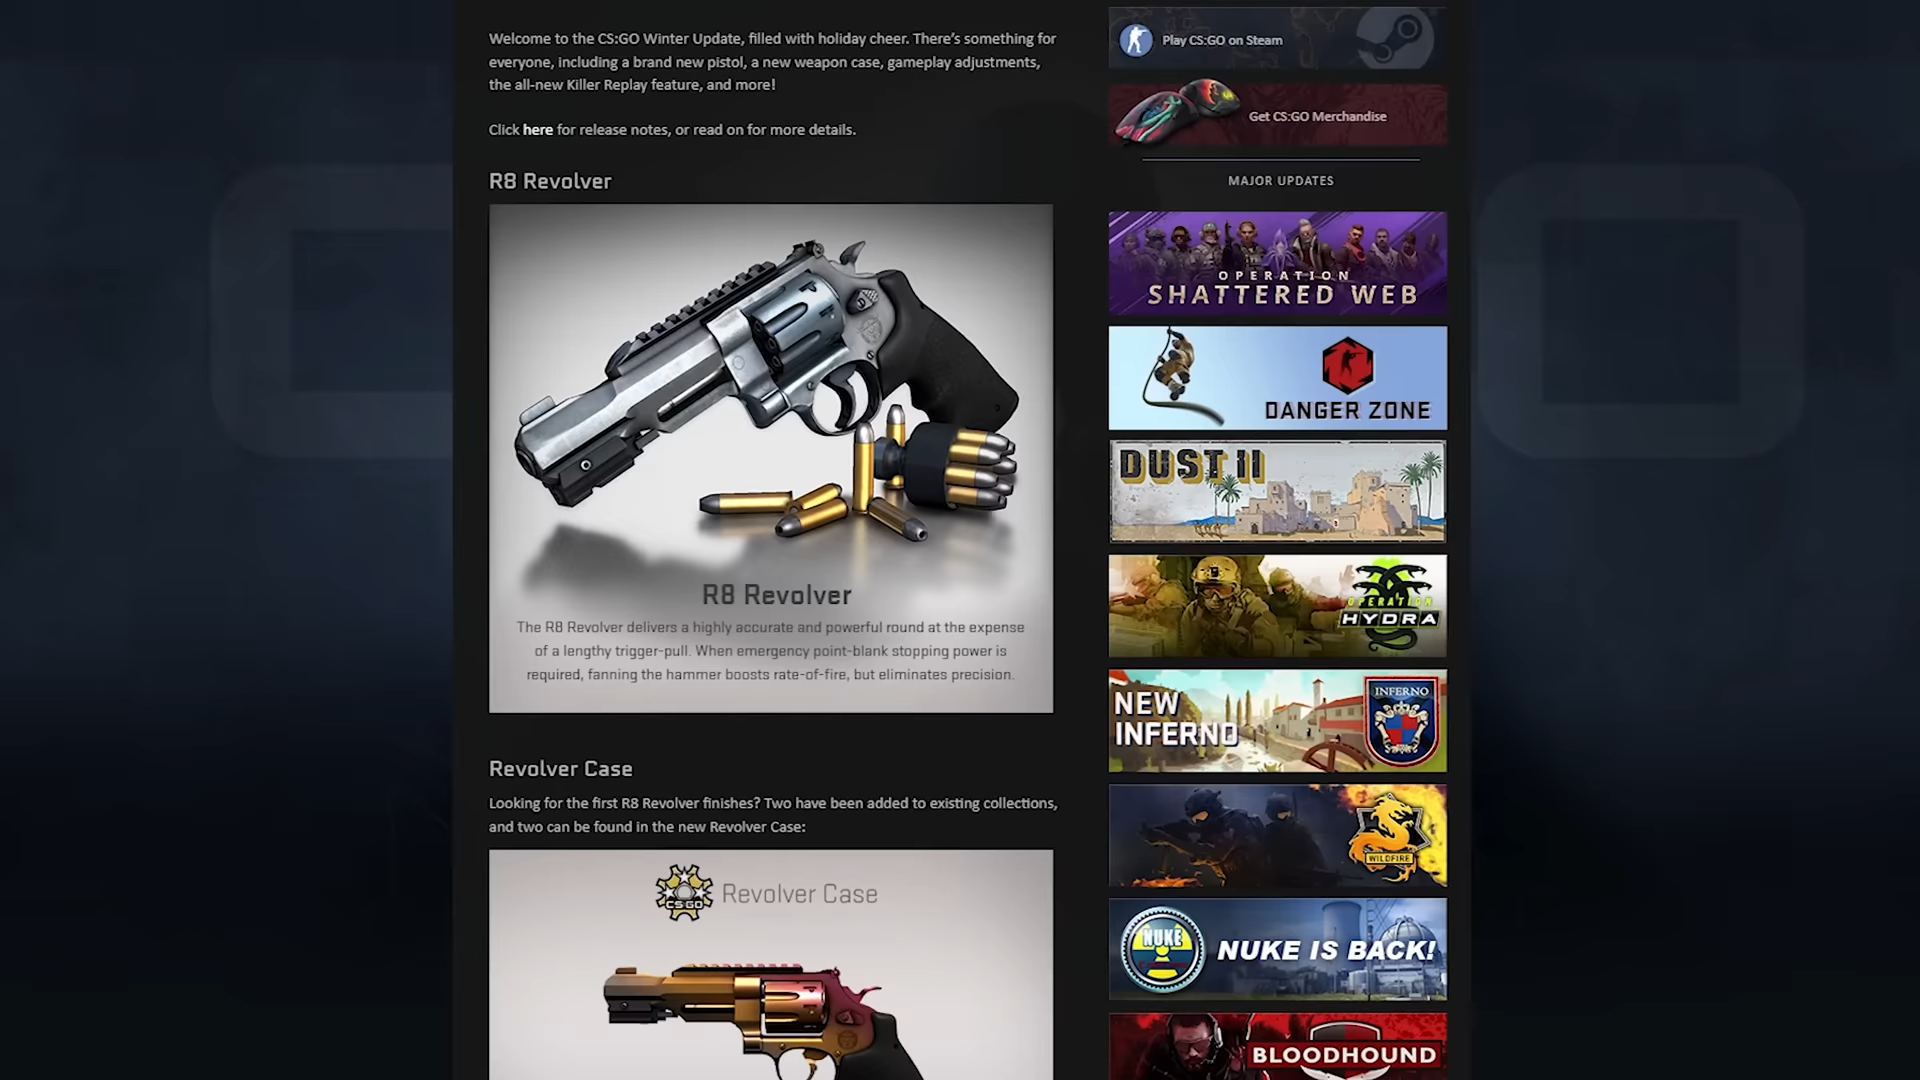 Welcome to the CS:GO Winter Update, filled with holiday cheer. There's something for
everyone, including a brand new pistol, a new weapon case, gameplay adjustments,
the all-new Killer Replay feature, and more!
Click here for release notes, or read on for more details.
R8 Revolver
R8 Revolver
The R8 Revolver delivers a highly accurate and powerful round at the expense
of a lengthy trigger-pull. When emergency point-blank stopping power is
required, fanning the hammer boosts rate-of-fire, but eliminates precision.
Revolver Case
Looking for the first R8 Revolver finishes? Two have been added to existing collections,
and two can be found in the new Revolver Case:
CS:GO
Revolver Case
Play CS:GO on Steam
Get CS:GO Merchandise
MAJOR UPDATES
OPERATION
SHATTERED WEB
DANGER ZONE
DUST II
OPERATION
HYDRA
NEW
INFERNO
INFERNO
WILDFIRE
NUKE
NUKE IS BACK!
BLOODHOUND